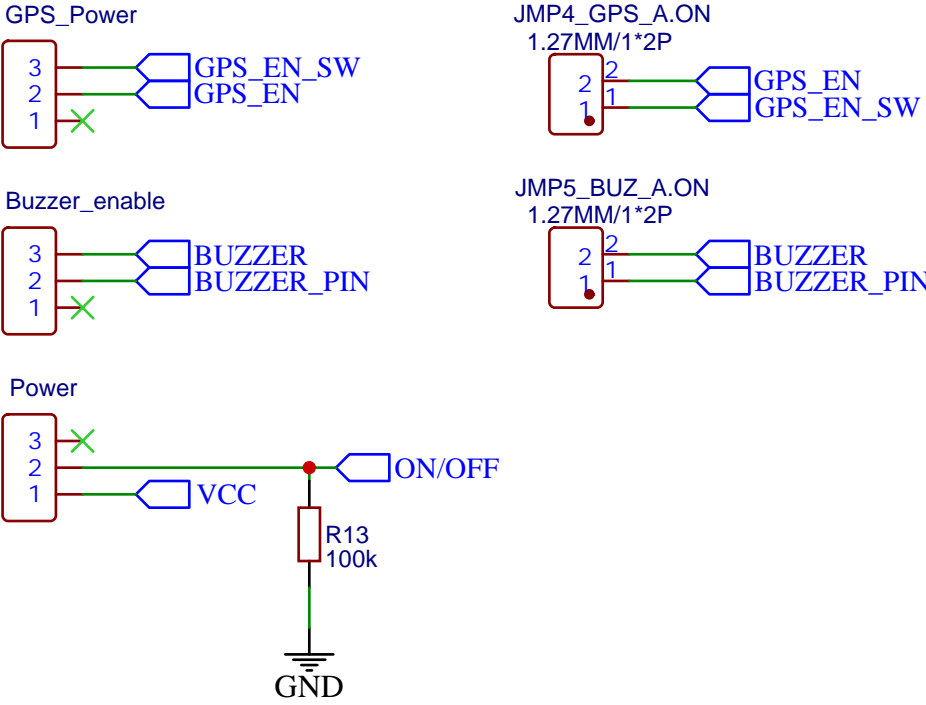 GPS_Power
3
GPS_EN_SW
2
GPS_EN
1
JMP4_GPS_A.ON
1.27MM/1*2P
2
2
GPS_EN
1
1
GPS_EN_SW
Buzzer_enable
3
BUZZER
2
BUZZER_PIN
1
JMP5_BUZ_A.ON
1.27MM/1*2P
2
2
BUZZER
1
1
BUZZER_PIN
Power
3
2
ON/OFF
1
VCC
R13
100k
GND